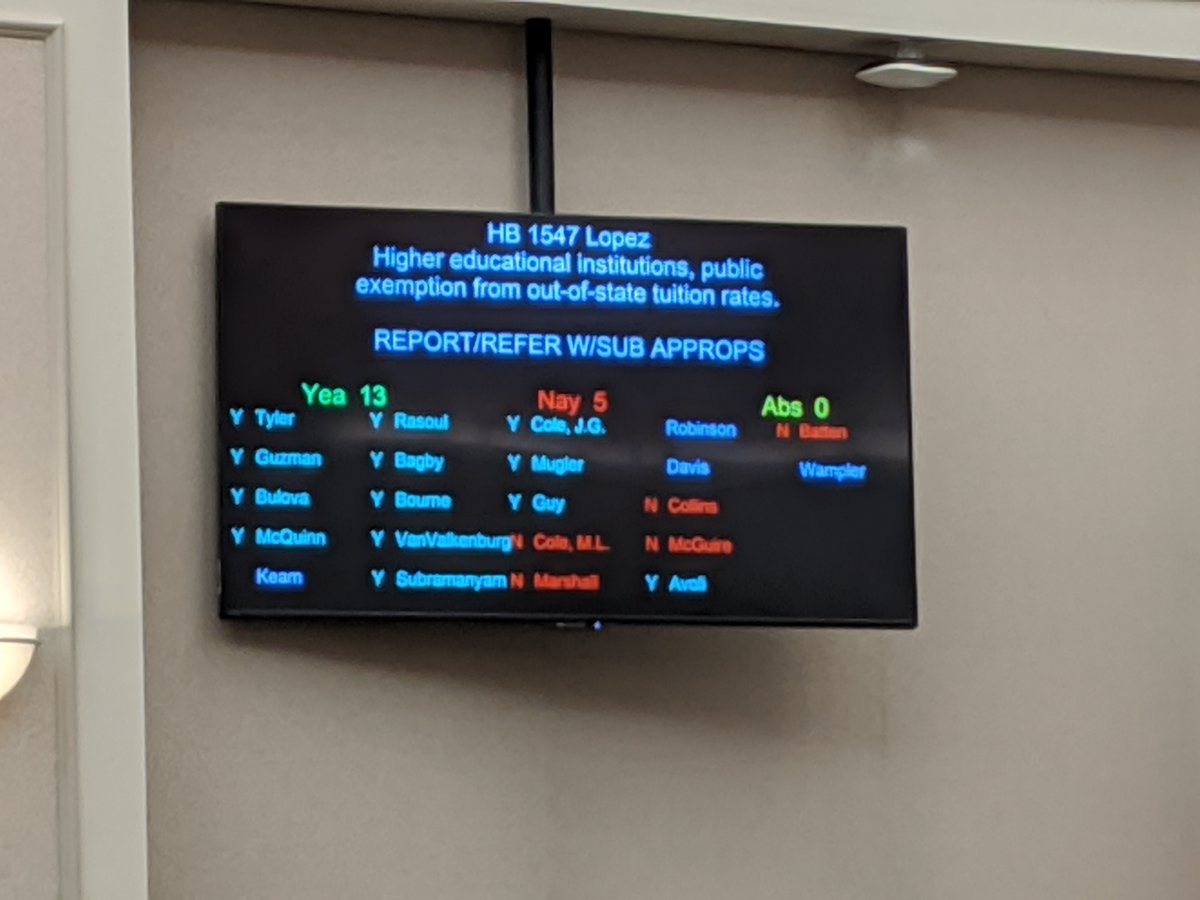 HB 1547 Lopez
Higher educational institutions, public
exemption from out-of-state tuition rates.
REPORT/REFER W/SUB APPROPS
Yea 13 Nay 5 Abs 0
Y Tyler Y Rasoul Y Cole, J.G. Robinson N Batten
Y Guzman Y Bagby Y Mugler Davis Wampler
Y Bulova Y Bourne Y Guy N Collins
Y McQuinn Y VanValkenburg N Cole, M.L. N McGuire
Keam Y Subramanyam N Marshall Y Avoli